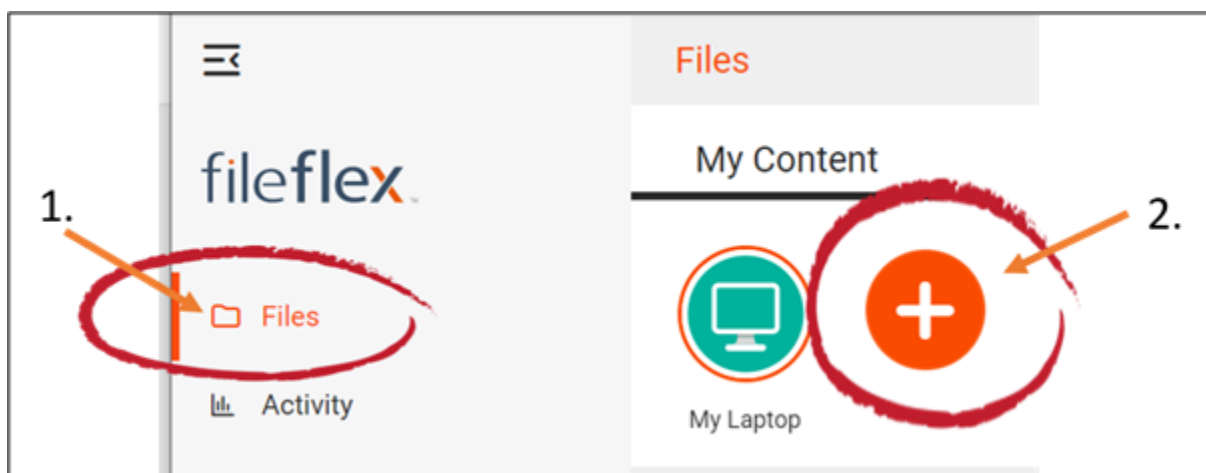 Files
My Content
fileflex
1.
2.
Files
Activity
My Laptop